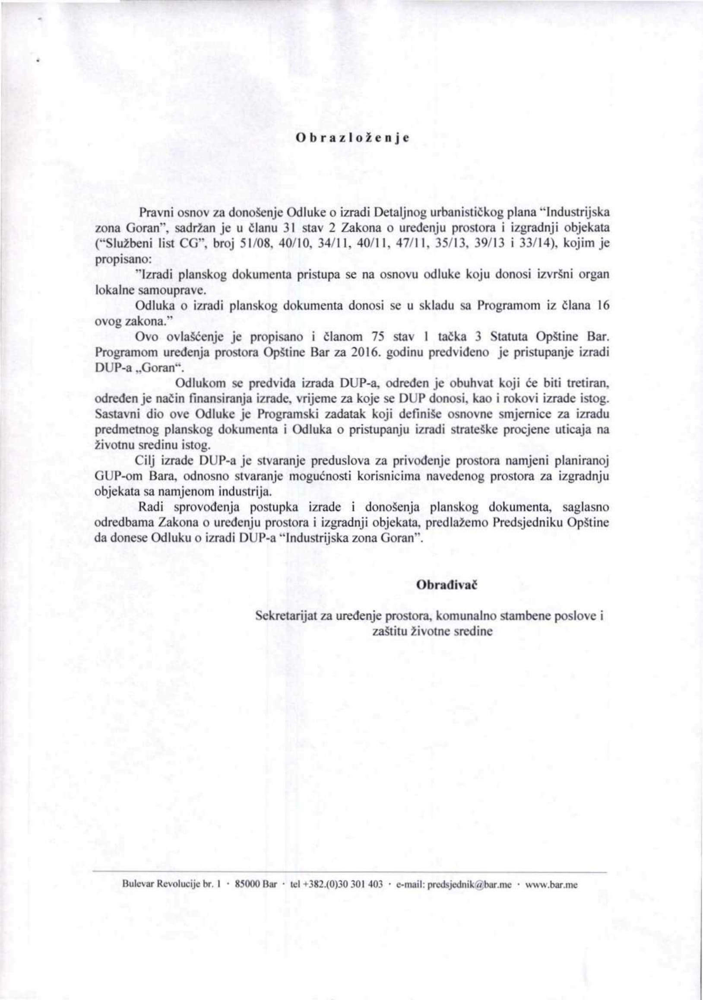 Obrazloženje
Pravni osnov za donošenje Odluke o izradi Detaljnog urbanističkog plana “Industrijska
zona Goran”, sadržan je u članu 31 stav 2 Zakona o uređenju prostora i izgradnji objekata
(“Službeni list CG”, broj 51/08, 40/10, 34/11, 40/11, 47/11, 35/13, 39/13 i 33/14), kojim je
propisano:
”Izradi planskog dokumenta pristupa se na osnovu odluke koju donosi izvršni organ
lokalne samouprave.
Odluka o izradi planskog dokumenta donosi se u skladu sa Programom iz člana 16
ovog zakona.”
Ovo ovlašćenje je propisano i članom 75 stav 1 tačka 3 Statuta Opštine Bar.
Programom uređenja prostora Opštine Bar za 2016. godinu predviđeno je pristupanje izradi
DUP-a „Goran“.
Odlukom se predviđa izrada DUP-a, određen je obuhvat koji će biti tretiran,
određen je način finansiranja izrade, vrijeme za koje se DUP donosi, kao i rokovi izrade istog.
Sastavni dio ove Odluke je Programski zadatak koji definiše osnovne smjernice za izradu
predmetnog planskog dokumenta i Odluka o pristupanju izradi strateške procjene uticaja na
životnu sredinu istog.
Cilj izrade DUP-a je stvaranje preduslova za privođenje prostora namjeni planiranoj
GUP-om Bara, odnosno stvaranje mogućnosti korisnicima navedenog prostora za izgradnju
objekata sa namjenom industrija.
Radi sprovođenja postupka izrade i donošenja planskog dokumenta, saglasno
odredbama Zakona o uređenju prostora i izgradnji objekata, predlažemo Predsjedniku Opštine
da donese Odluku o izradi DUP-a “Industrijska zona Goran”.
Obrađivač
Sekretarijat za uređenje prostora, komunalno stambene poslove i
zaštitu životne sredine
Bulevar Revolucije br. 1 · 85000 Bar · tel +382.(0)30 301 403 · e-mail: predsjednik@bar.me · www.bar.me